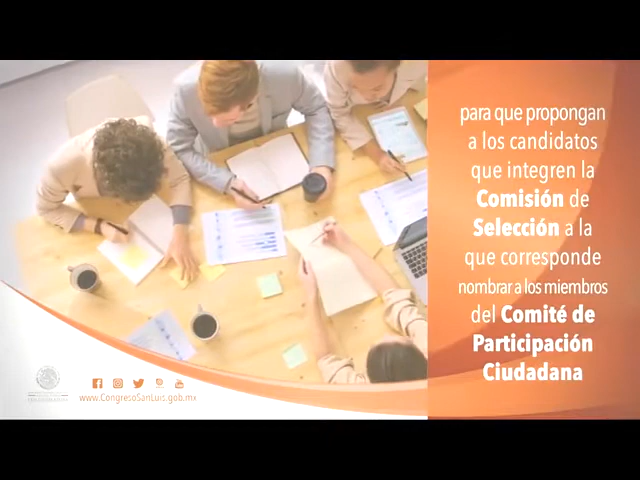 para que propongan
a los candidatos
que integren la
Comisión de
Selección a la
que corresponde
nombrar a los miembros
del Comité de
Participación
Ciudadana
www.CongresoSanLuis.gob.mx